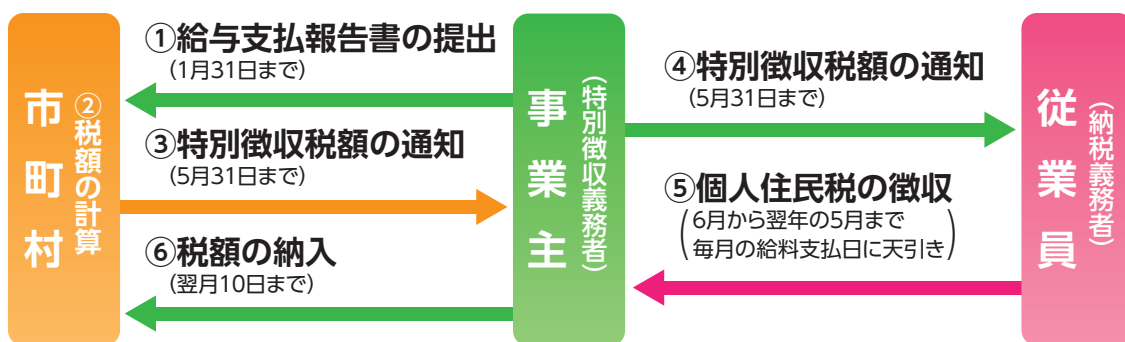 市町村
②税額の計算
①給与支払報告書の提出
(1月31日まで)
③特別徴収税額の通知
(5月31日まで)
⑥税額の納入
(翌月10日まで)
事業主
(特別徴収義務者)
④特別徴収税額の通知
(5月31日まで)
⑤個人住民税の徴収
(6月から翌年の5月まで
毎月の給料支払日に天引き)
従業員
(納税義務者)